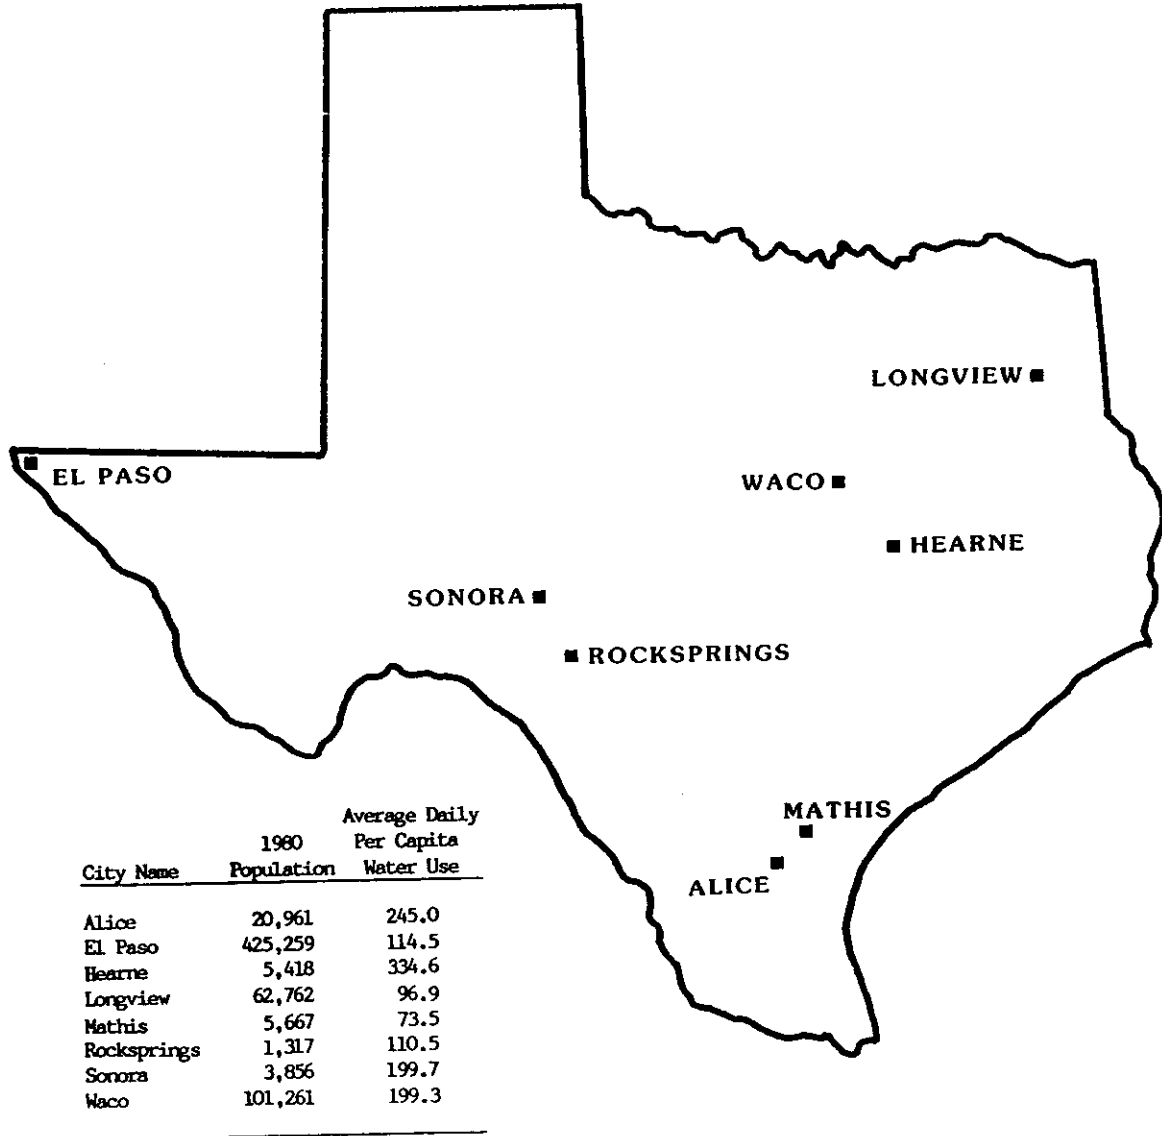 LONGVIEW
EL PASO
WACO
HEARNE
SONORA
ROCKSPRINGS
MATHIS
ALICE
Average Daily
1980 Per Capita
City Name Population Water Use
Alice 20,961 245.0
El Paso 425,259 114.5
Hearne 5,418 334.6
Longview 62,762 96.9
Mathis 5,667 73.5
Rocksprings 1,317 110.5
Sonora 3,856 199.7
Waco 101,261 199.3